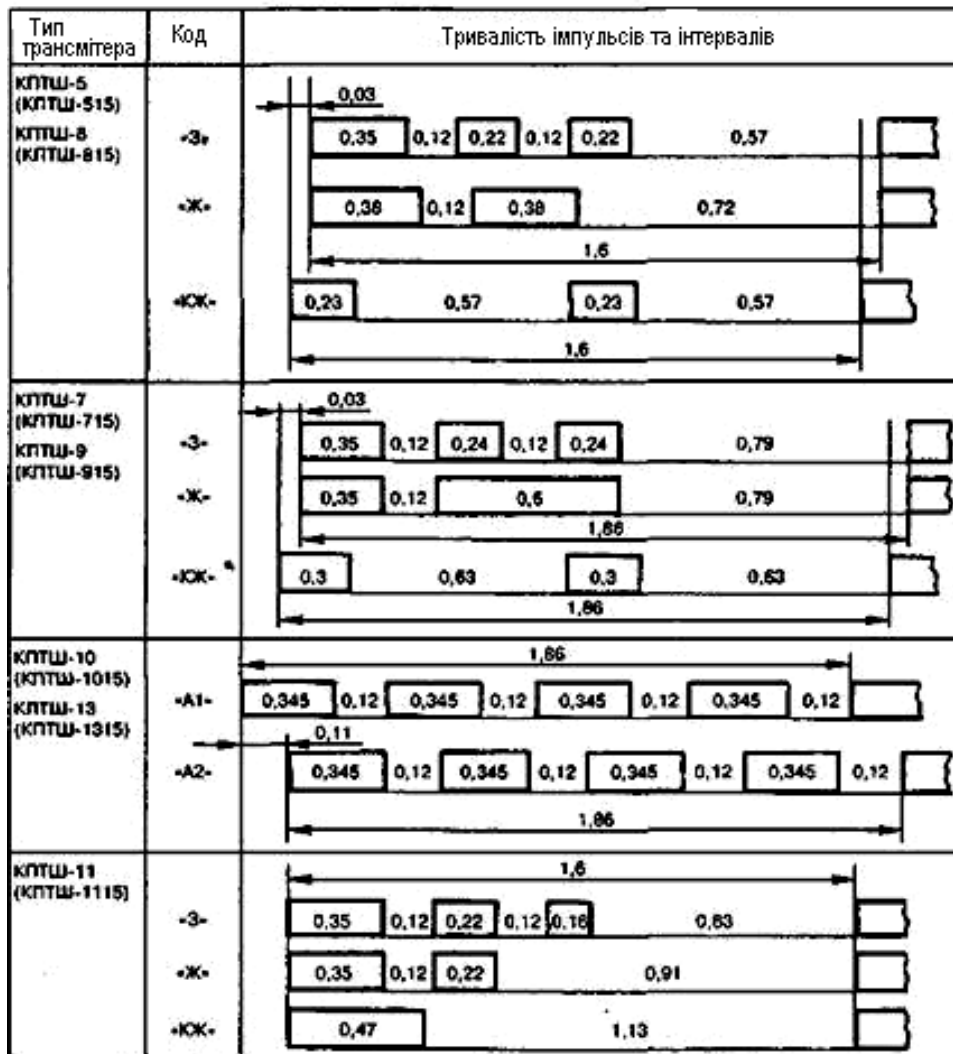 Тип
трансмітера
Код
Тривалість імпульсів та інтервалів
КПТШ-5
(КПТШ-515)
КПТШ-8
(КПТШ-815)
0,03
«З»
0,35 0,12 0,22 0,12 0,22 0,57
«Ж»
0,38 0,12 0,38 0,72
1,6
«КЖ»
0,23 0,57 0,23 0,57
1,6
КПТШ-7
(КПТШ-715)
КПТШ-9
(КПТШ-915)
0,03
«З»
0,35 0,12 0,24 0,12 0,24 0,79
«Ж»
0,35 0,12 0,6 0,79
1,86
«КЖ»
0,3 0,63 0,3 0,63
1,86
КПТШ-10
(КПТШ-1015)
КПТШ-13
(КПТШ-1315)
1,86
«А1»
0,345 0,12 0,345 0,12 0,345 0,12 0,345 0,12
0,11
«А2»
0,345 0,12 0,345 0,12 0,345 0,12 0,345 0,12
1,86
КПТШ-11
(КПТШ-1115)
1,6
«З»
0,35 0,12 0,22 0,12 0,16 0,63
«Ж»
0,35 0,12 0,22 0,91
«КЖ»
0,47 1,13